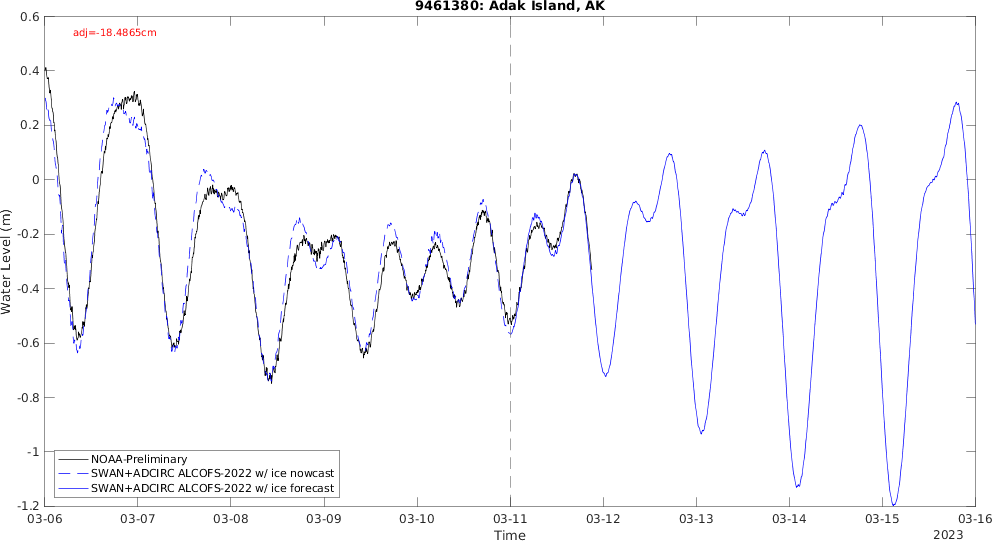 9461380: Adak Island, AK
adj=-18.4865cm
0.6
0.4
0.2
0
-0.2
-0.4
-0.6
-0.8
-1
-1.2
Water Level (m)
NOAA-Preliminary
SWAN+ADCIRC ALCOFS-2022 w/ ice nowcast
SWAN+ADCIRC ALCOFS-2022 w/ ice forecast
03-06 03-07 03-08 03-09 03-10 03-11 03-12 03-13 03-14 03-15 03-16
Time
2023